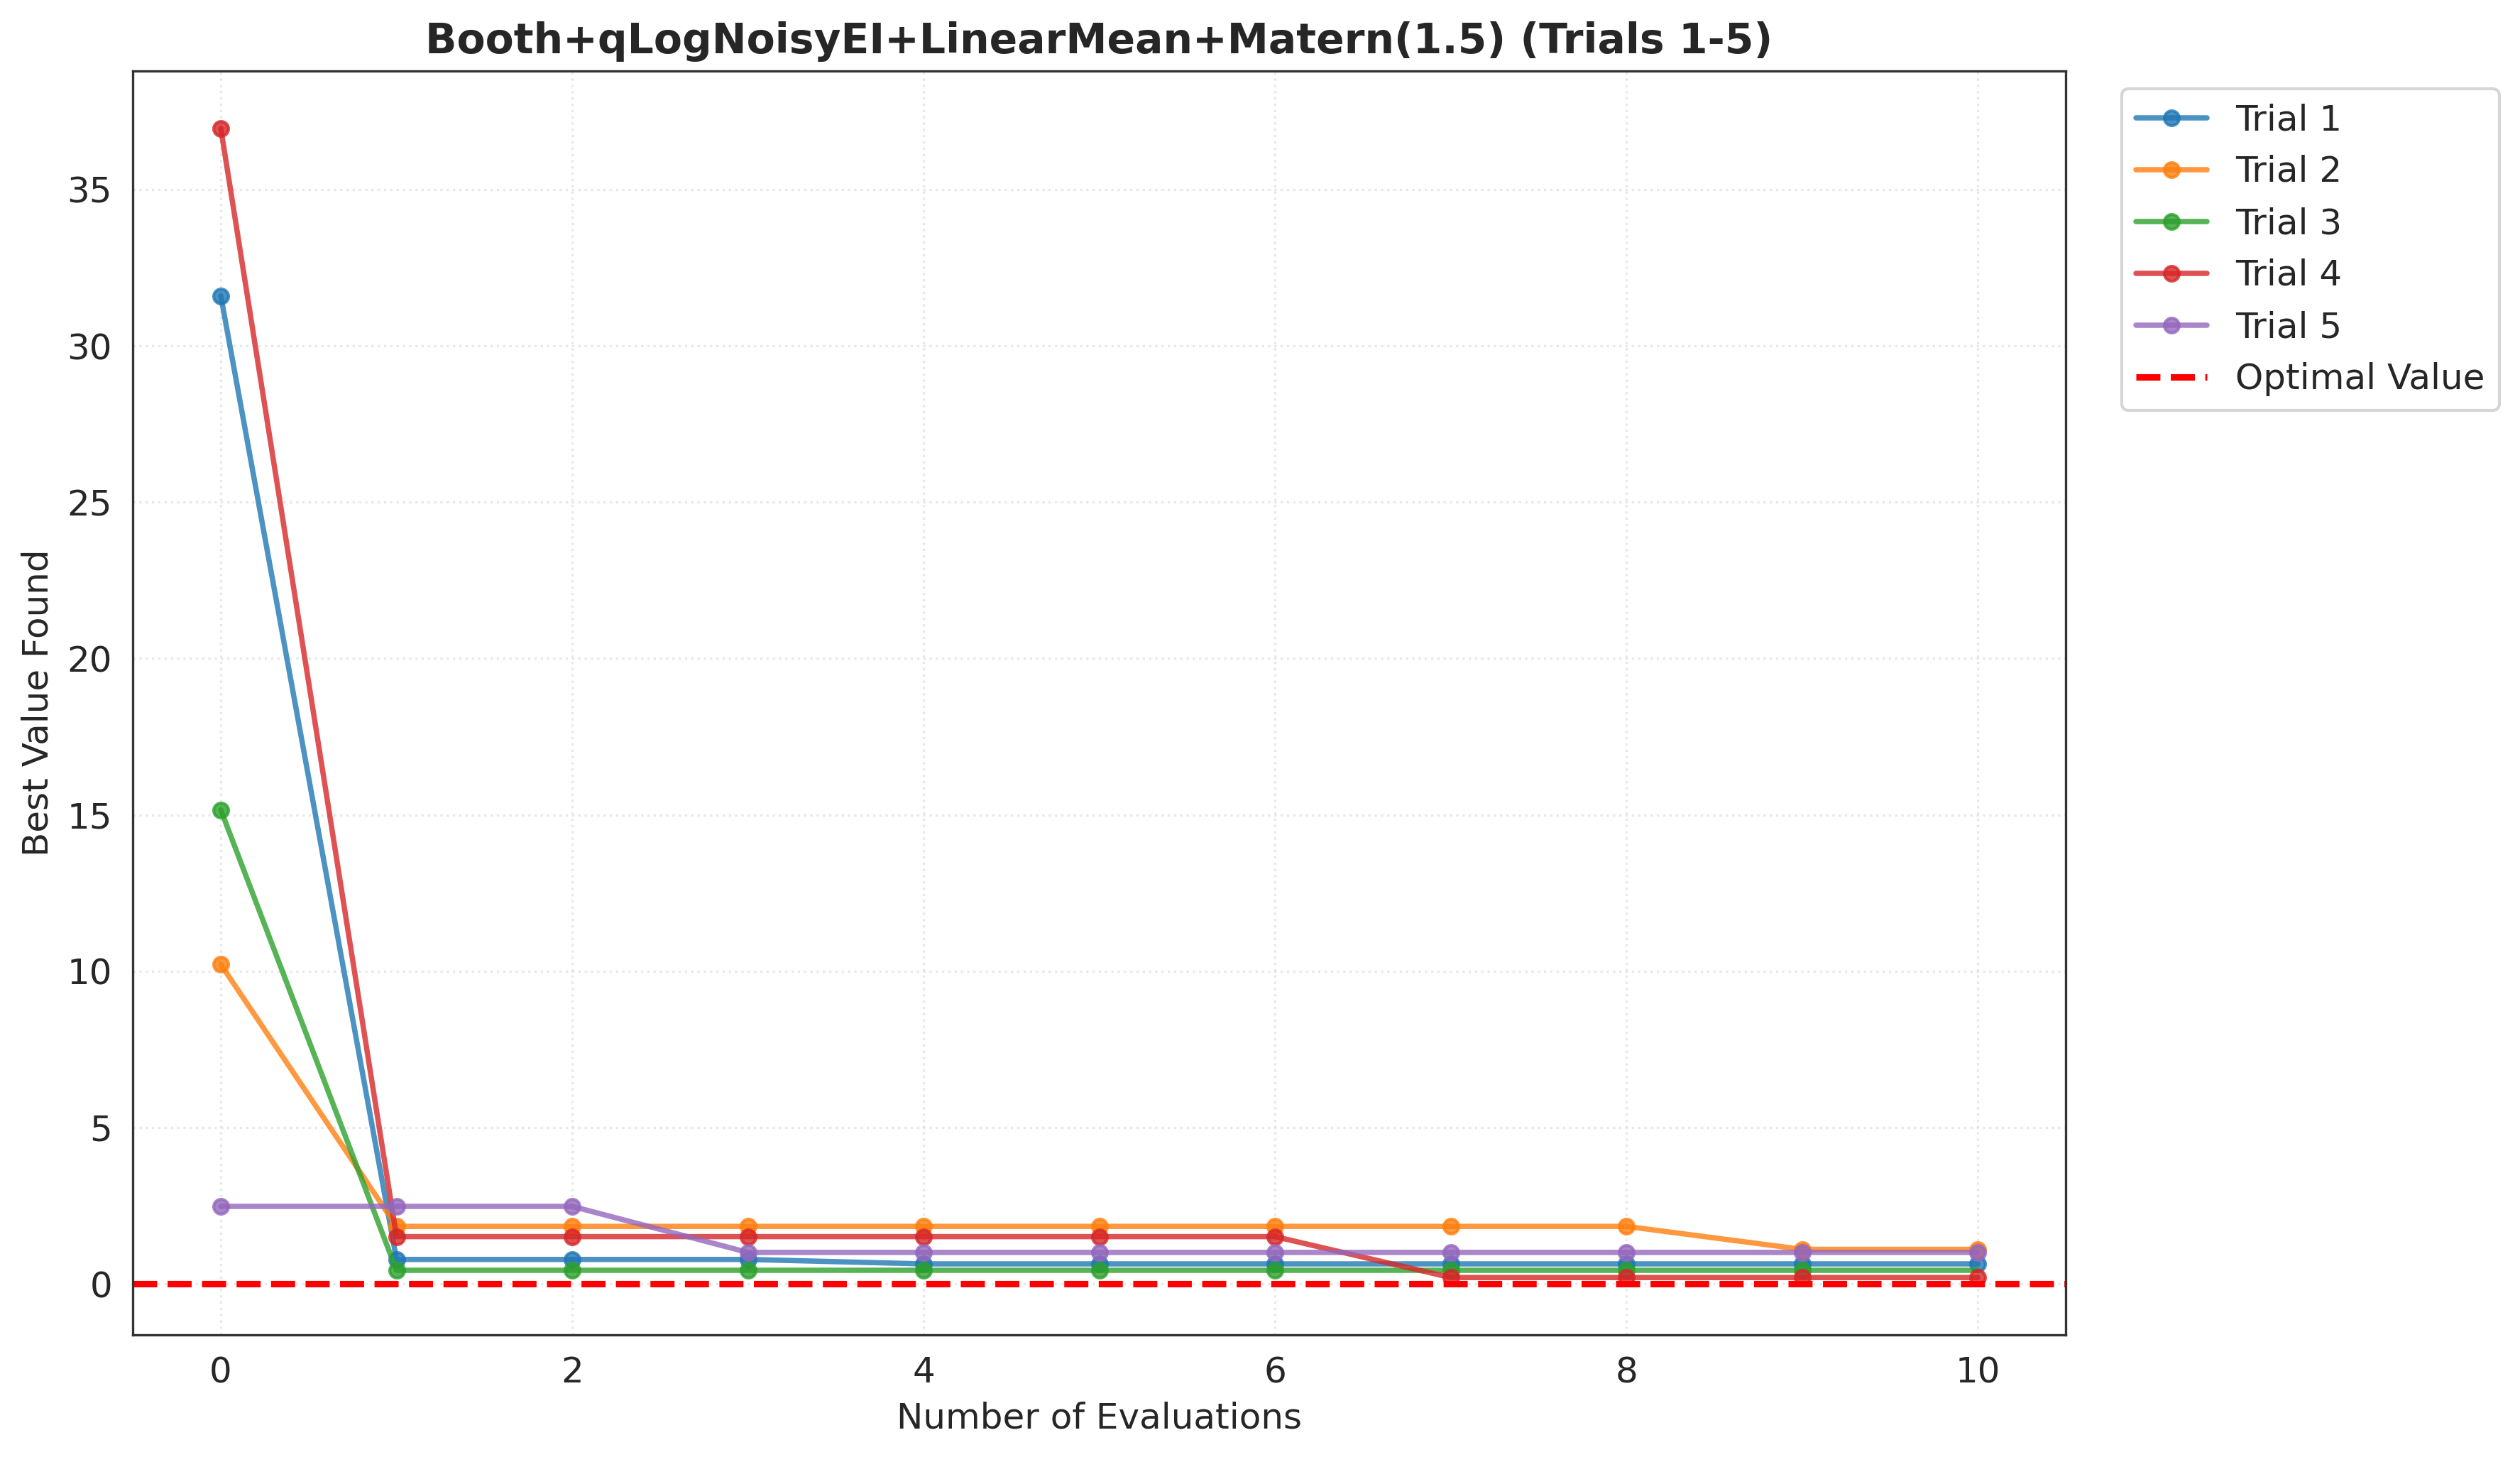 Booth+qLogNoisyEI+LinearMean+Matern(1.5) (Trials 1-5)
Trial 1
Trial 2
Trial 3
Trial 4
Trial 5
Optimal Value
Best Value Found
35
30
25
20
15
10
5
0
0 2 4 6 8 10
Number of Evaluations